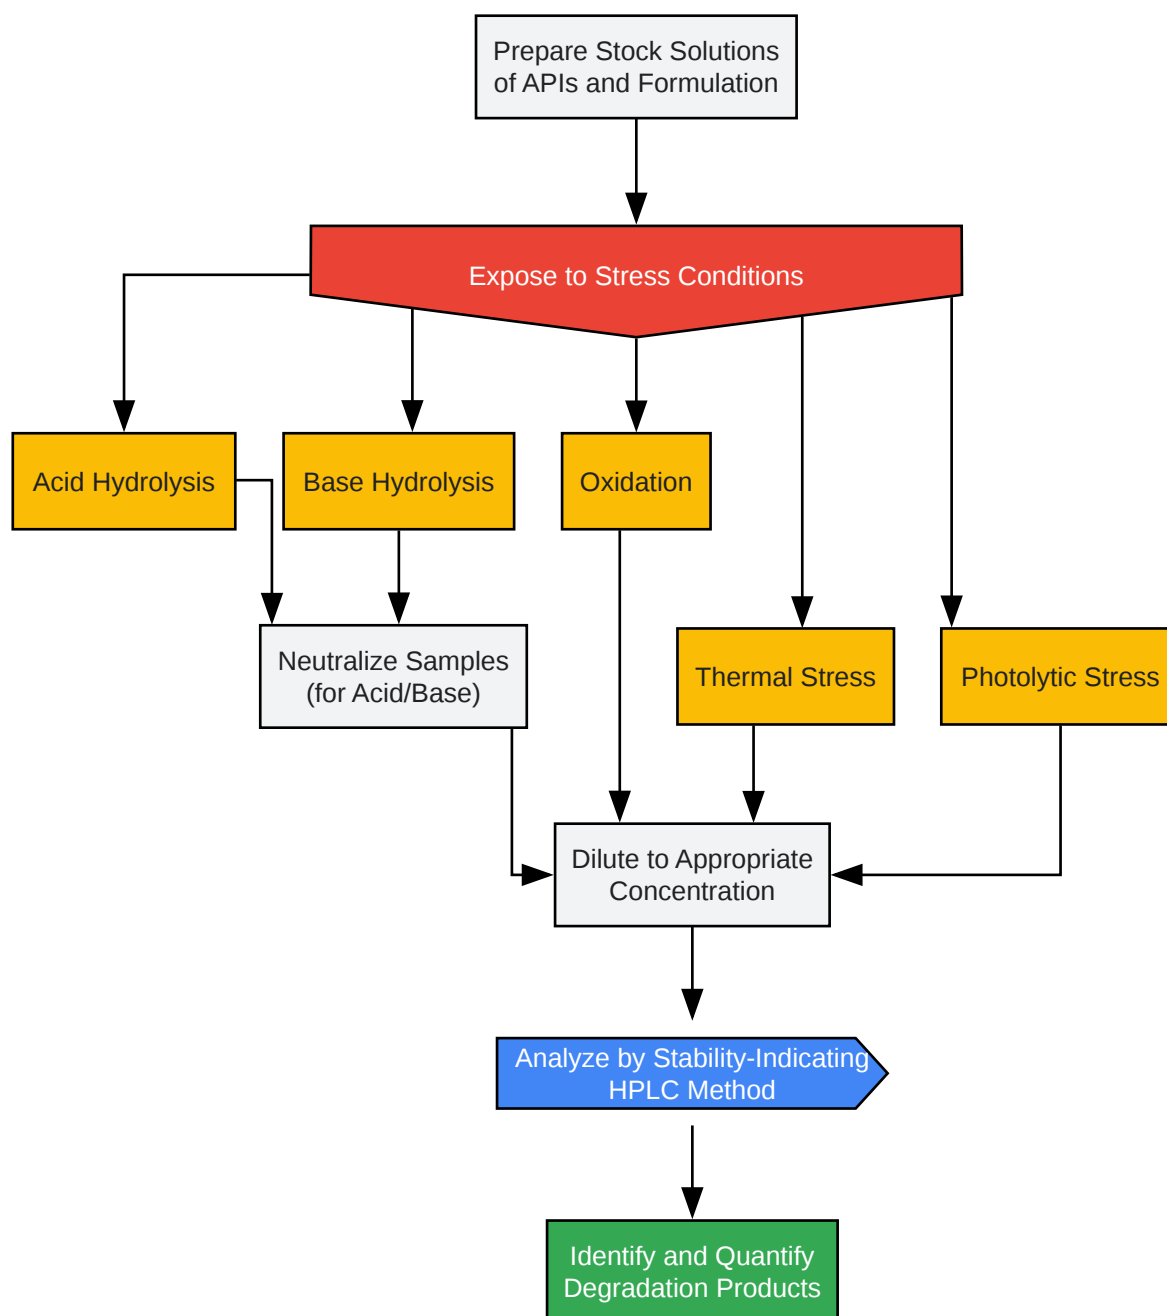 Prepare Stock Solutions
of APIs and Formulation
Expose to Stress Conditions
Acid Hydrolysis
Base Hydrolysis
Oxidation
Neutralize Samples
(for Acid/Base)
Thermal Stress
Photolytic Stress
Dilute to Appropriate
Concentration
Analyze by Stability-Indicating
HPLC Method
Identify and Quantify
Degradation Products